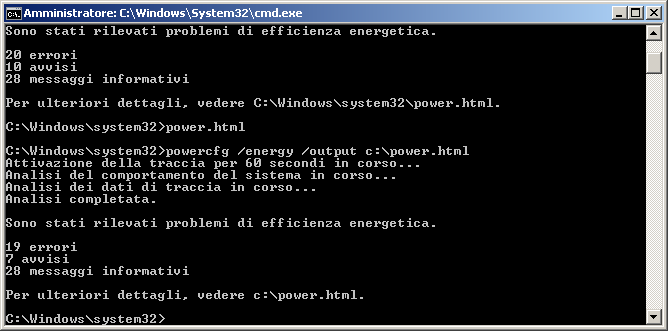 Amministratore: C:\Windows\System32\cmd.exe
Sono stati rilevati problemi di efficienza energetica.
20 errori
10 avvisi
28 messaggi informativi
Per ulteriori dettagli, vedere C:\Windows\system32\power.html.
C:\Windows\system32>power.html
C:\Windows\system32>powercfg /energy /output c:\power.html
Attivazione della traccia per 60 secondi in corso...
Analisi del comportamento del sistema in corso...
Analisi dei dati di traccia in corso...
Analisi completata.
Sono stati rilevati problemi di efficienza energetica.
19 errori
7 avvisi
28 messaggi informativi
Per ulteriori dettagli, vedere c:\power.html.
C:\Windows\system32>